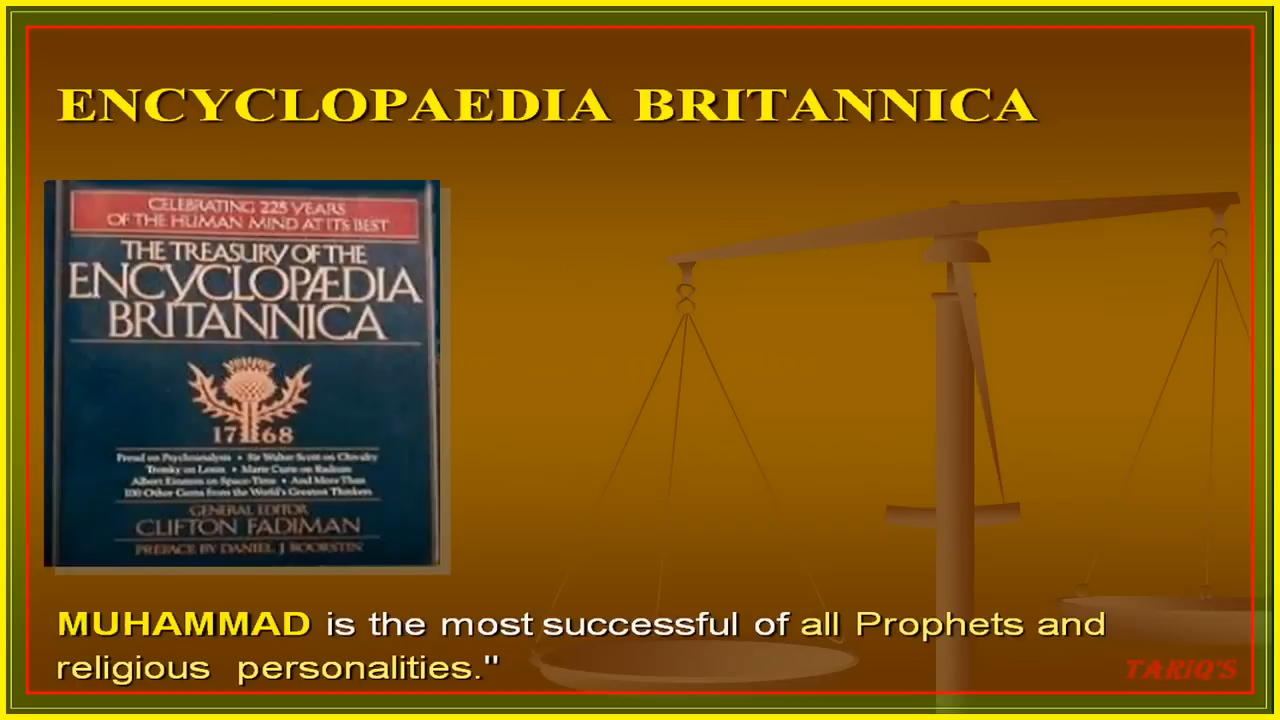 ENCYCLOPAEDIA BRITANNICA
CELEBRATING 225 YEARS
OF THE HUMAN MIND AT ITS BEST
THE TREASURY OF THE
ENCYCLOPÆDIA
BRITANNICA
1768
Freud on Psychoanalysis • Sir Walter Scott on Chivalry
Trotsky on Lenin • Marie Curie on Radium
Albert Einstein on Space-Time • And More Than
100 Other Gems from the World's Greatest Thinkers
GENERAL EDITOR
CLIFTON FADIMAN
PREFACE BY DANIEL J BOORSTIN
MUHAMMAD is the most successful of all Prophets and
religious personalities."
TARIQ'S